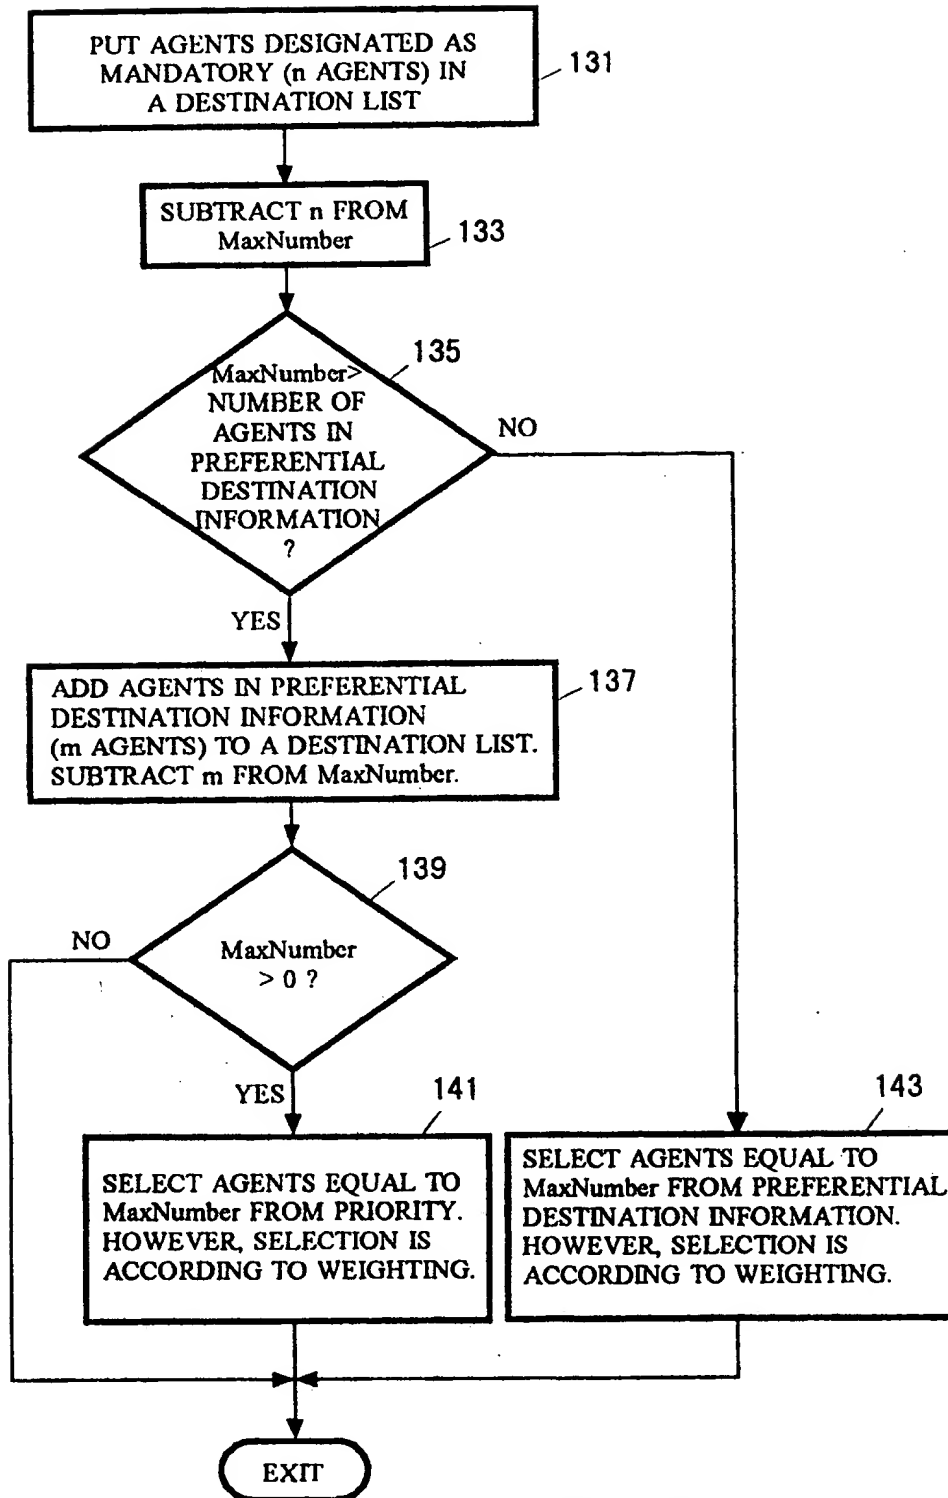 PUT AGENTS DESIGNATED AS
MANDATORY (n AGENTS) IN
A DESTINATION LIST
131
SUBTRACT n FROM
MaxNumber
133
135
MaxNumber>
NUMBER OF
AGENTS IN
PREFERENTIAL
DESTINATION
INFORMATION
?
NO
YES
ADD AGENTS IN PREFERENTIAL
DESTINATION INFORMATION
(m AGENTS) TO A DESTINATION LIST.
SUBTRACT m FROM MaxNumber.
137
139
NO
MaxNumber
> 0 ?
YES
141
SELECT AGENTS EQUAL TO
MaxNumber FROM PRIORITY.
HOWEVER, SELECTION IS
ACCORDING TO WEIGHTING.
143
SELECT AGENTS EQUAL TO
MaxNumber FROM PREFERENTIAL
DESTINATION INFORMATION.
HOWEVER, SELECTION IS
ACCORDING TO WEIGHTING.
EXIT